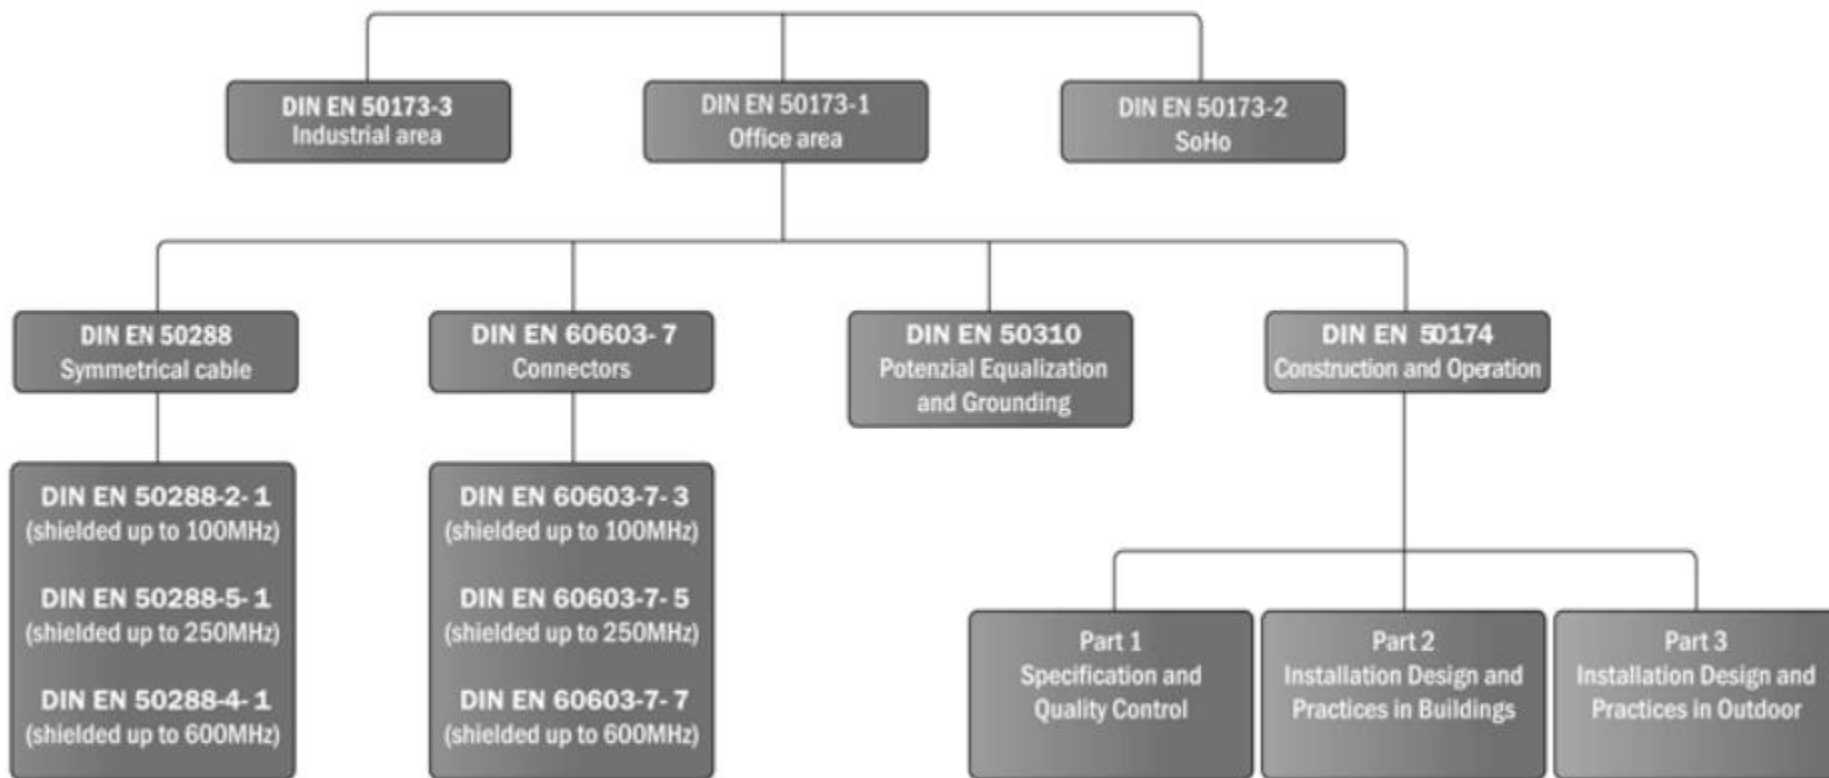 DIN EN 50173-3
Industrial area
DIN EN 50173-1
Office area
DIN EN 50173-2
SoHo
DIN EN 50288
Symmetrical cable
DIN EN 60603- 7
Connectors
DIN EN 50310
Potenzial Equalization
and Grounding
DIN EN 50174
Construction and Operation
DIN EN 50288-2- 1
(shielded up to 100MHz)
DIN EN 50288-5- 1
(shielded up to 250MHz)
DIN EN 50288-4- 1
(shielded up to 600MHz)
DIN EN 60603-7- 3
(shielded up to 100MHz)
DIN EN 60603-7- 5
(shielded up to 250MHz)
DIN EN 60603-7- 7
(shielded up to 600MHz)
Part 1
Specification and
Quality Control
Part 2
Installation Design and
Practices in Buildings
Part 3
Installation Design and
Practices in Outdoor